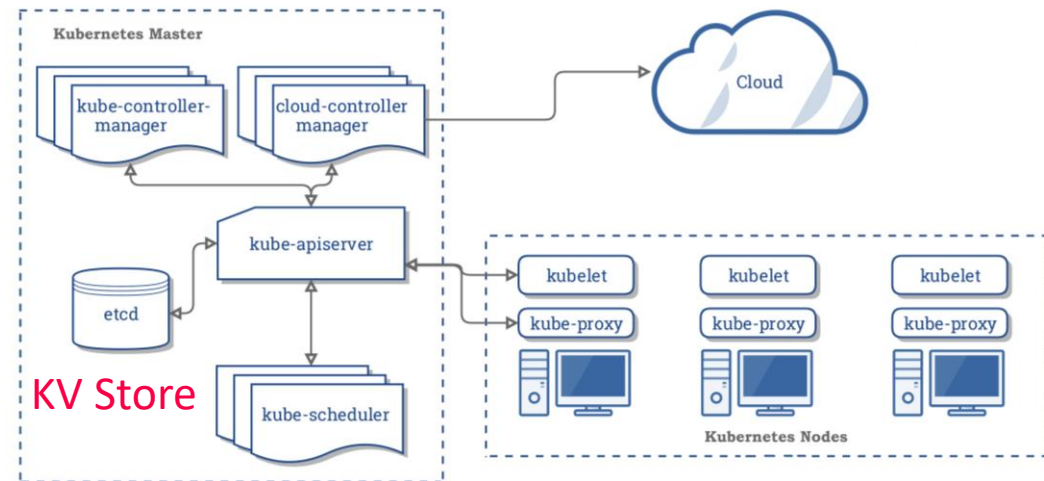 Kubernetes Master
kube-controller-
manager
cloud-controller
manager
Cloud
kube-apiserver
etcd
KV Store
kube-scheduler
kubelet
kubelet
kubelet
kube-proxy
kube-proxy
kube-proxy
Kubernetes Nodes